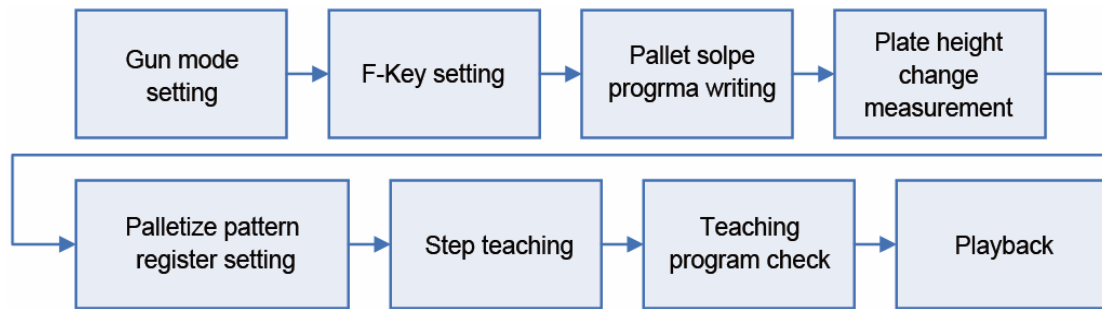 Gun mode
setting
F-Key setting
Pallet solpe
progrma writing
Plate height
change
measurement
Palletize pattern
register setting
Step teaching
Teaching
program check
Playback